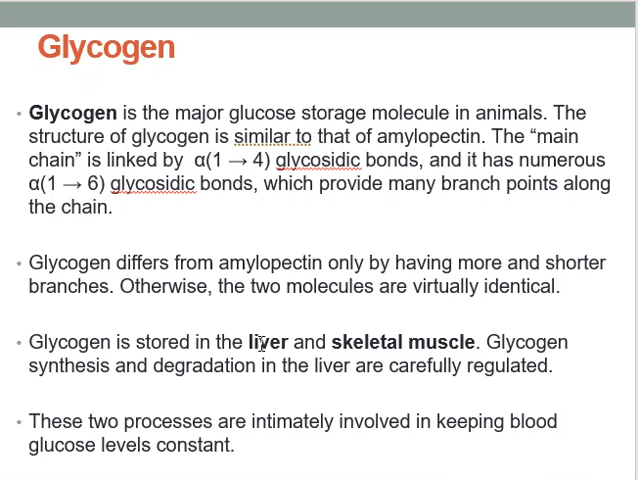 Glycogen
• Glycogen is the major glucose storage molecule in animals. The
structure of glycogen is similar to that of amylopectin. The “main
chain” is linked by α(1 → 4) glycosidic bonds, and it has numerous
α(1 → 6) glycosidic bonds, which provide many branch points along
the chain.
• Glycogen differs from amylopectin only by having more and shorter
branches. Otherwise, the two molecules are virtually identical.
• Glycogen is stored in the liver and skeletal muscle. Glycogen
synthesis and degradation in the liver are carefully regulated.
• These two processes are intimately involved in keeping blood
glucose levels constant.